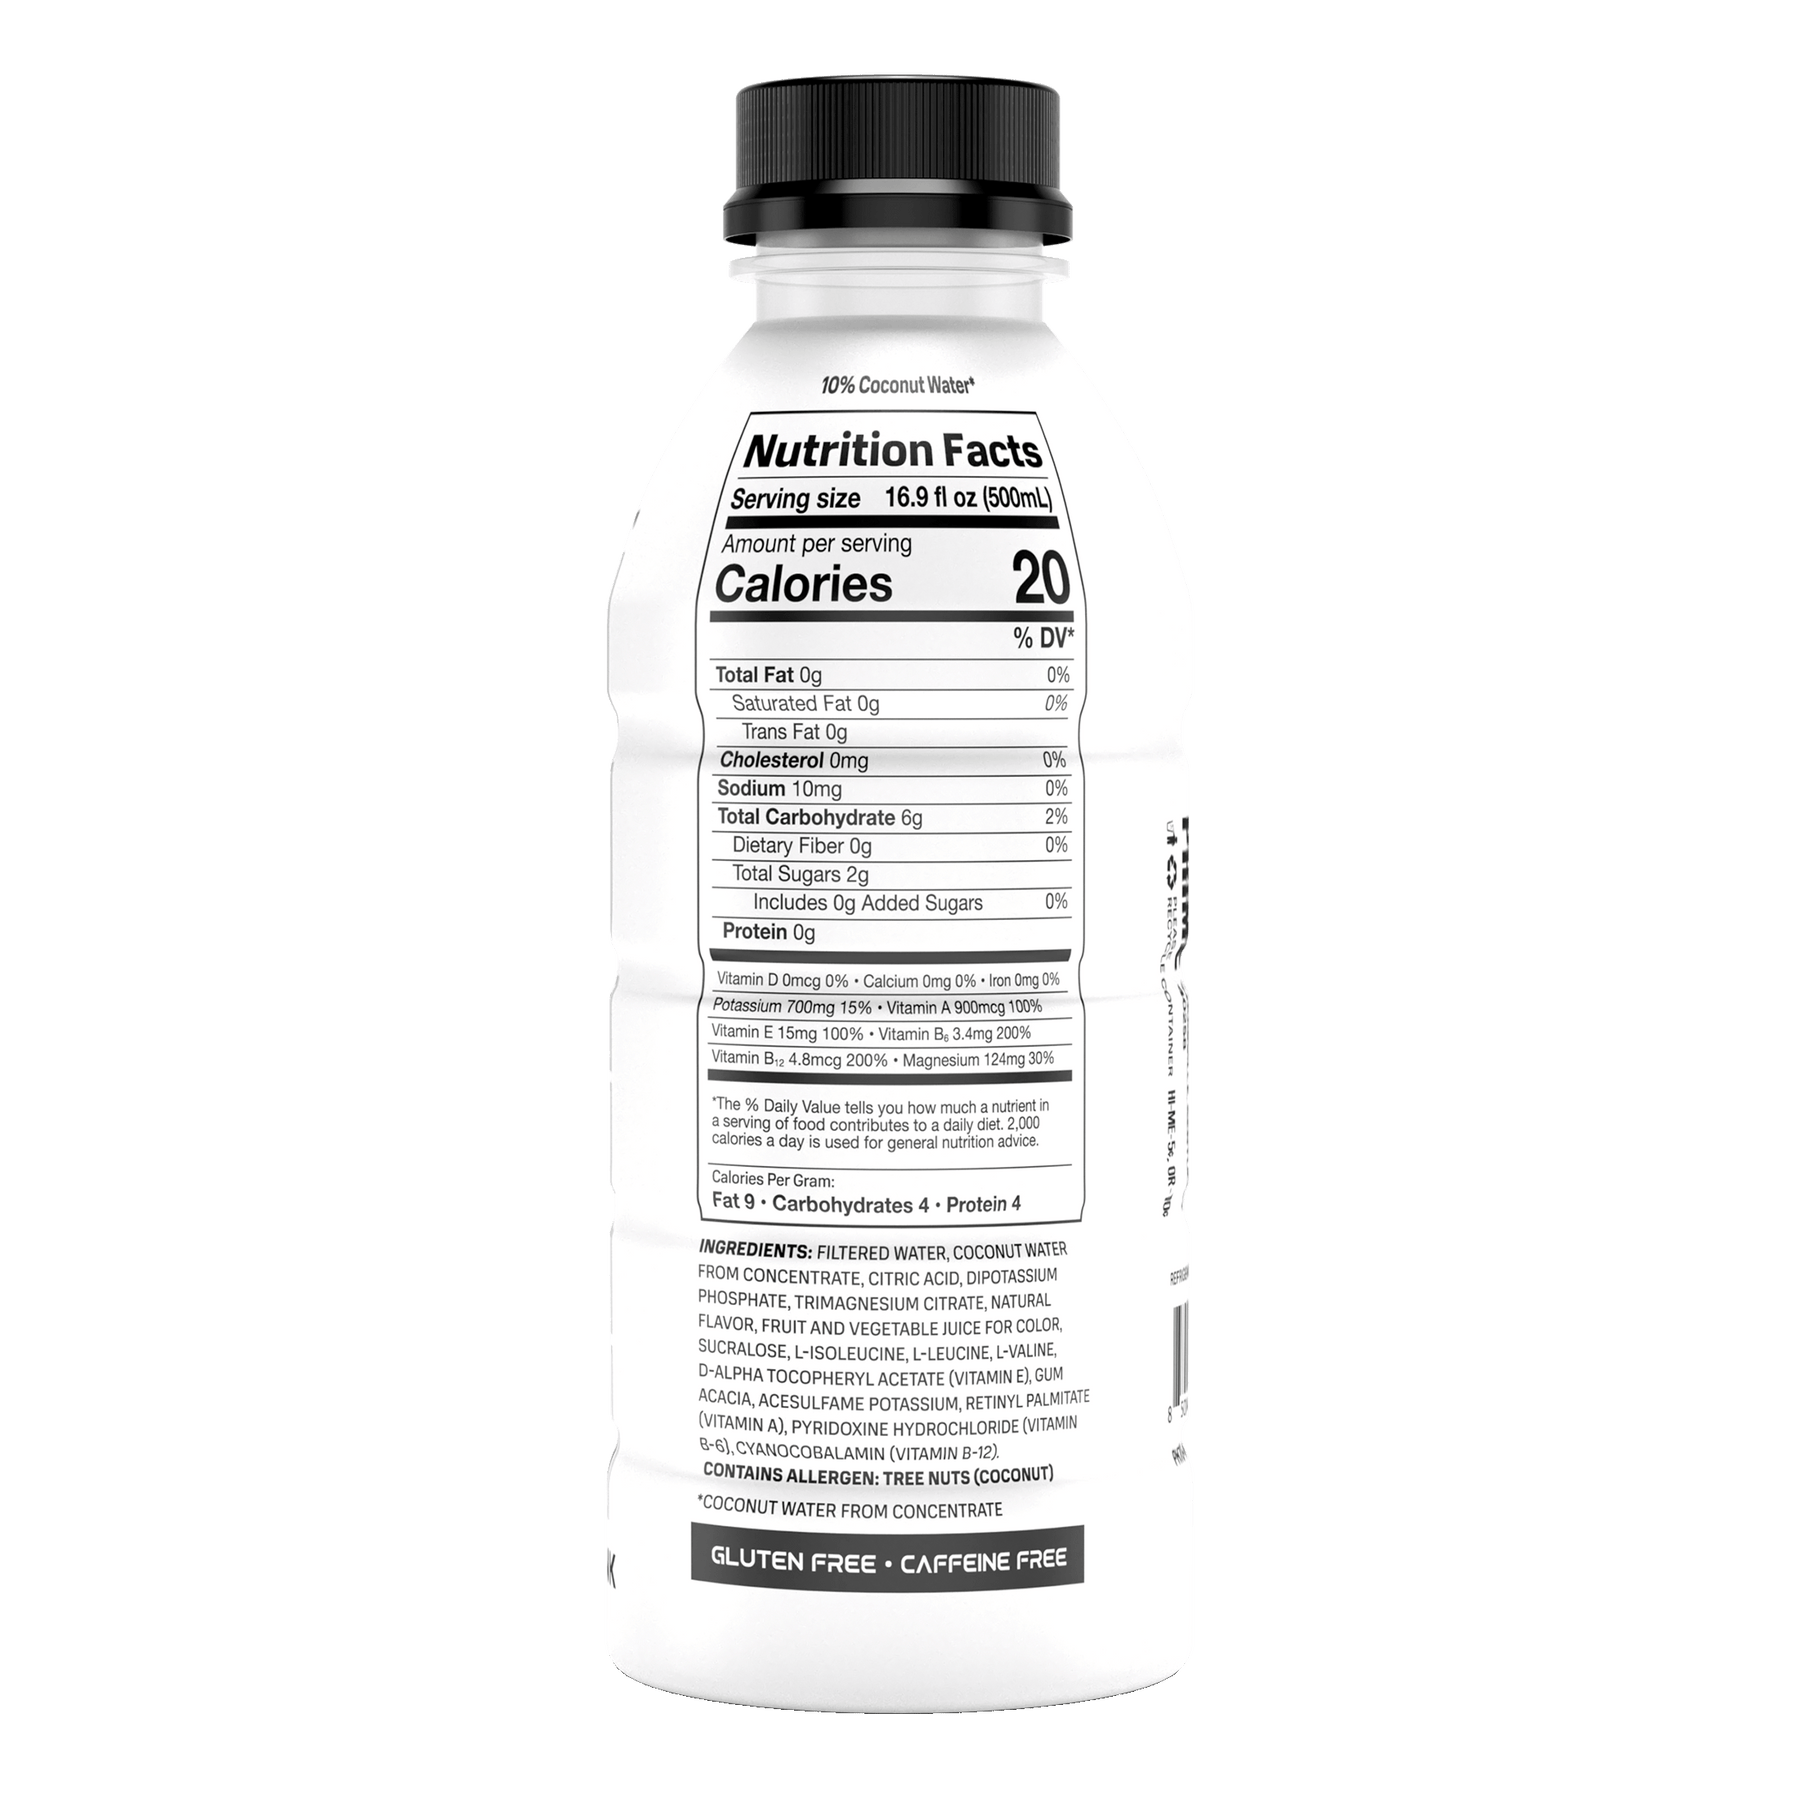 10% Coconut Water*
Nutrition Facts
Serving size 16.9 fl oz (500mL)
Amount per serving
Calories 20
% DV*
Total Fat 0g 0%
Saturated Fat 0g 0%
Trans Fat 0g
Cholesterol 0mg 0%
Sodium 10mg 0%
Total Carbohydrate 6g 2%
Dietary Fiber 0g 0%
Total Sugars 2g
Includes 0g Added Sugars 0%
Protein 0g
Vitamin D 0mcg 0% • Calcium 0mg 0% • Iron 0mg 0%
Potassium 700mg 15% • Vitamin A 900mcg 100%
Vitamin E 15mg 100% • Vitamin B₆ 3.4mg 200%
Vitamin B₁₂ 4.8mcg 200% • Magnesium 124mg 30%
*The % Daily Value tells you how much a nutrient in
a serving of food contributes to a daily diet. 2,000
calories a day is used for general nutrition advice.
Calories Per Gram:
Fat 9 • Carbohydrates 4 • Protein 4
INGREDIENTS: FILTERED WATER, COCONUT WATER
FROM CONCENTRATE, CITRIC ACID, DIPOTASSIUM
PHOSPHATE, TRIMAGNESIUM CITRATE, NATURAL
FLAVOR, FRUIT AND VEGETABLE JUICE FOR COLOR,
SUCRALOSE, L-ISOLEUCINE, L-LEUCINE, L-VALINE,
D-ALPHA TOCOPHERYL ACETATE (VITAMIN E), GUM
ACACIA, ACESULFAME POTASSIUM, RETINYL PALMITATE
(VITAMIN A), PYRIDOXINE HYDROCHLORIDE (VITAMIN
B-6), CYANOCOBALAMIN (VITAMIN B-12).
CONTAINS ALLERGEN: TREE NUTS (COCONUT)
*COCONUT WATER FROM CONCENTRATE
GLUTEN FREE • CAFFEINE FREE
PLEASE
RECYCLE CONTAINER HI-ME-5¢, OR-10¢